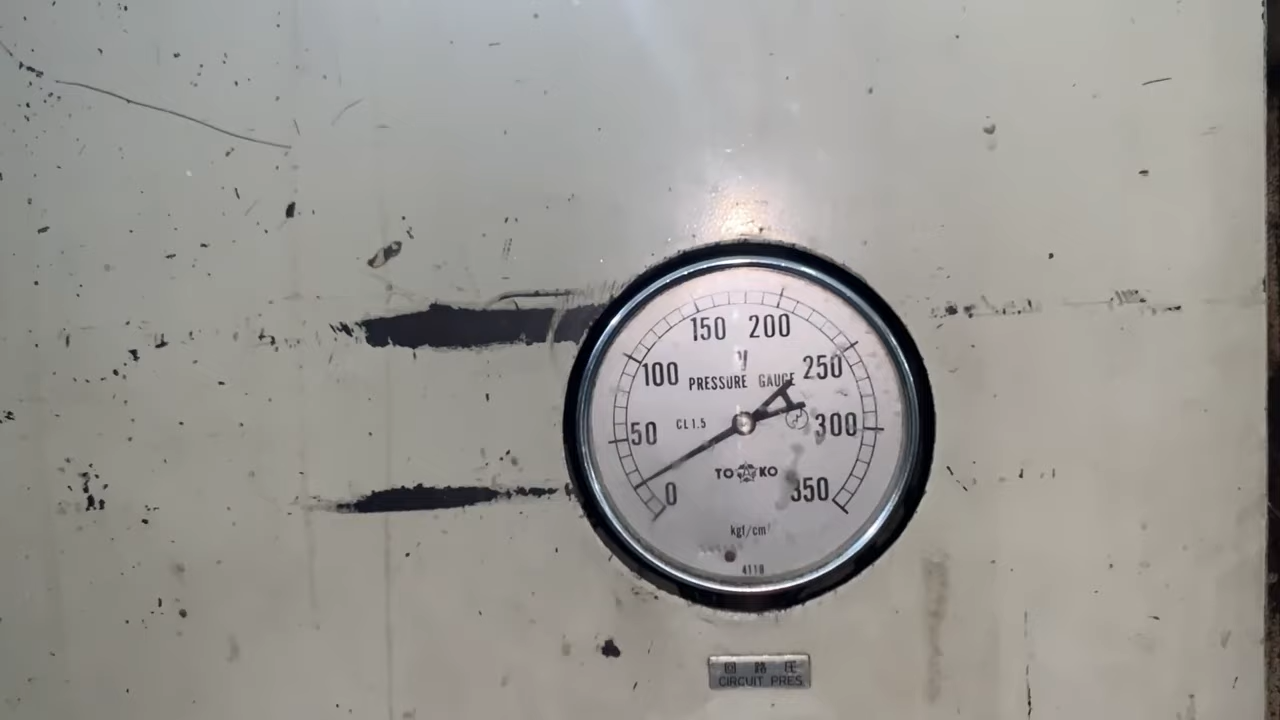 150 200
100 250
PRESSURE GAUGE
CL1.5
50 300
TOKO
0 350
kgf/cm²
4118
回路圧
CIRCUIT PRES